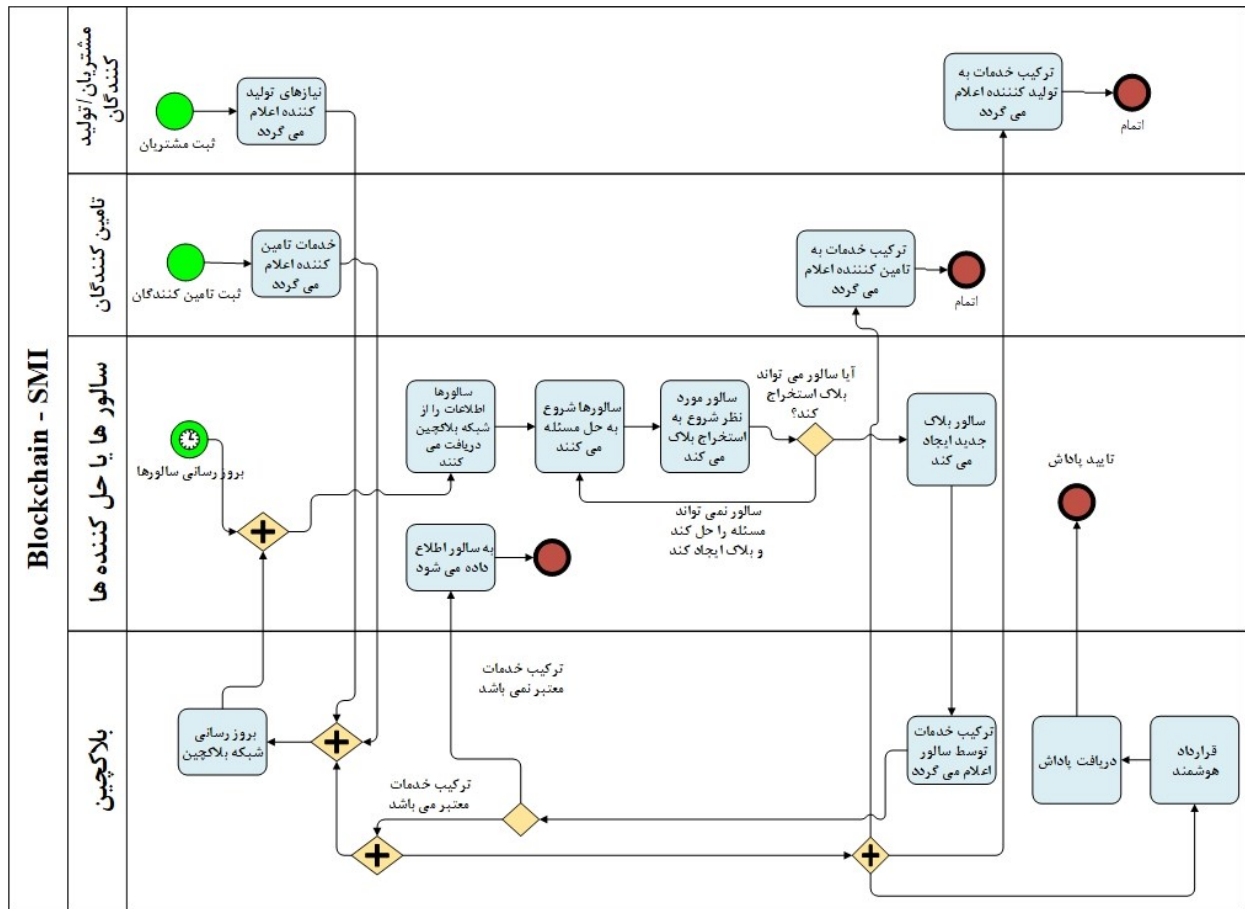 Blockchain - SMI
مشتریان/تولید
کنندگان
ثبت مشتریان
نیازهای تولید
کننده اعلام
می گردد
ترکیب خدمات به
تولید کنننده اعلام
می گردد
اتمام
تامین کنندگان
ثبت تامین کنندگان
خدمات تامین
کننده اعلام
می گردد
ترکیب خدمات به
تامین کنننده اعلام
می گردد
اتمام
سالور ها یا حل کننده ها
بروز رسانی سالورها
سالورها
اطلاعات را از
شبکه بلاکچین
دریافت می
کنند
سالورها شروع
به حل مسئله
می کنند
سالور مورد
نظر شروع به
استخراج بلاک
می کند
آیا سالور می تواند
بلاک استخراج
کند؟
سالور نمی تواند
مسئله را حل کند
و بلاک ایجاد کند
سالور بلاک
جدید ایجاد
می کند
تایید پاداش
به سالور اطلاع
داده می شود
بلاکچین
بروز رسانی
شبکه بلاکچین
ترکیب خدمات
معتبر نمی باشد
ترکیب خدمات
معتبر می باشد
ترکیب خدمات
توسط سالور
اعلام می گردد
دریافت پاداش
قرارداد
هوشمند